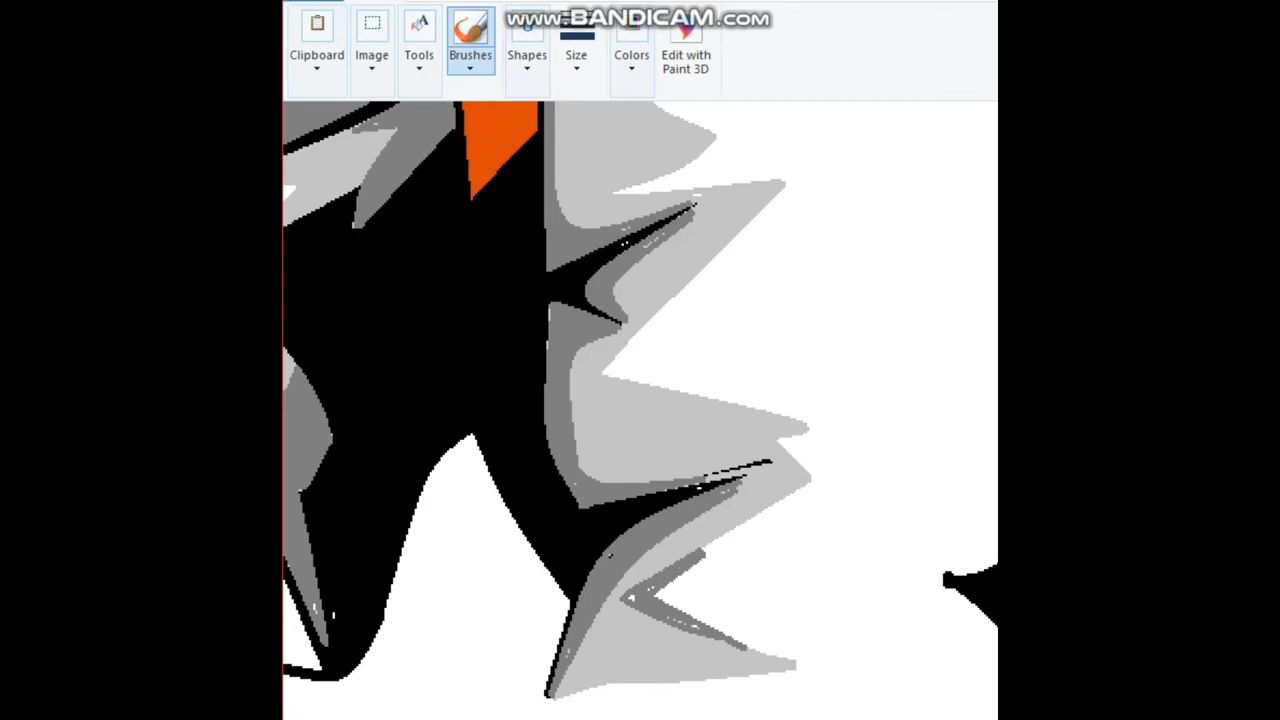 www.BANDICAM.com
Clipboard
Image
Tools
Brushes
Shapes
Size
Colors
Edit with
Paint 3D